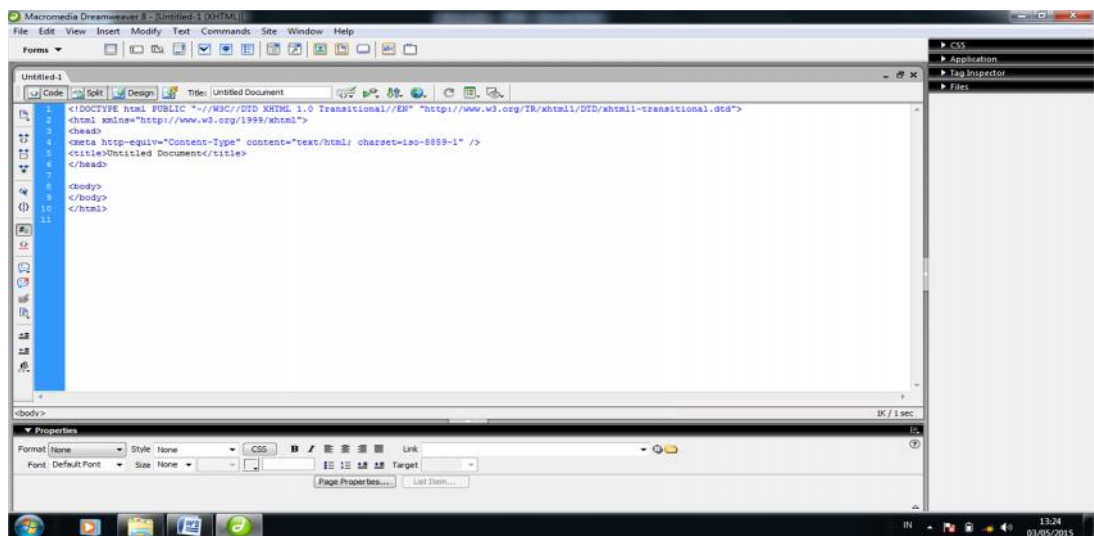 Macromedia Dreamweaver 8 - [Untitled-1 (XHTML)]
File Edit View Insert Modify Text Commands Site Window Help
Forms
CSS
Application
Tag Inspector
Files
Untitled-1
Code Split Design Title: Untitled Document
1 <!DOCTYPE html PUBLIC "-//W3C//DTD XHTML 1.0 Transitional//EN" "http://www.w3.org/TR/xhtml1/DTD/xhtml1-transitional.dtd">
2 <html xmlns="http://www.w3.org/1999/xhtml">
3 <head>
4 <meta http-equiv="Content-Type" content="text/html; charset=iso-8859-1" />
5 <title>Untitled Document</title>
6 </head>
7
8 <body>
9 </body>
10 </html>
11
<body> 1K / 1 sec
Properties
Format None Style None CSS B I Link
Font Default Font Size None Target
Page Properties... List Item...
IN 13:24
03/05/2015